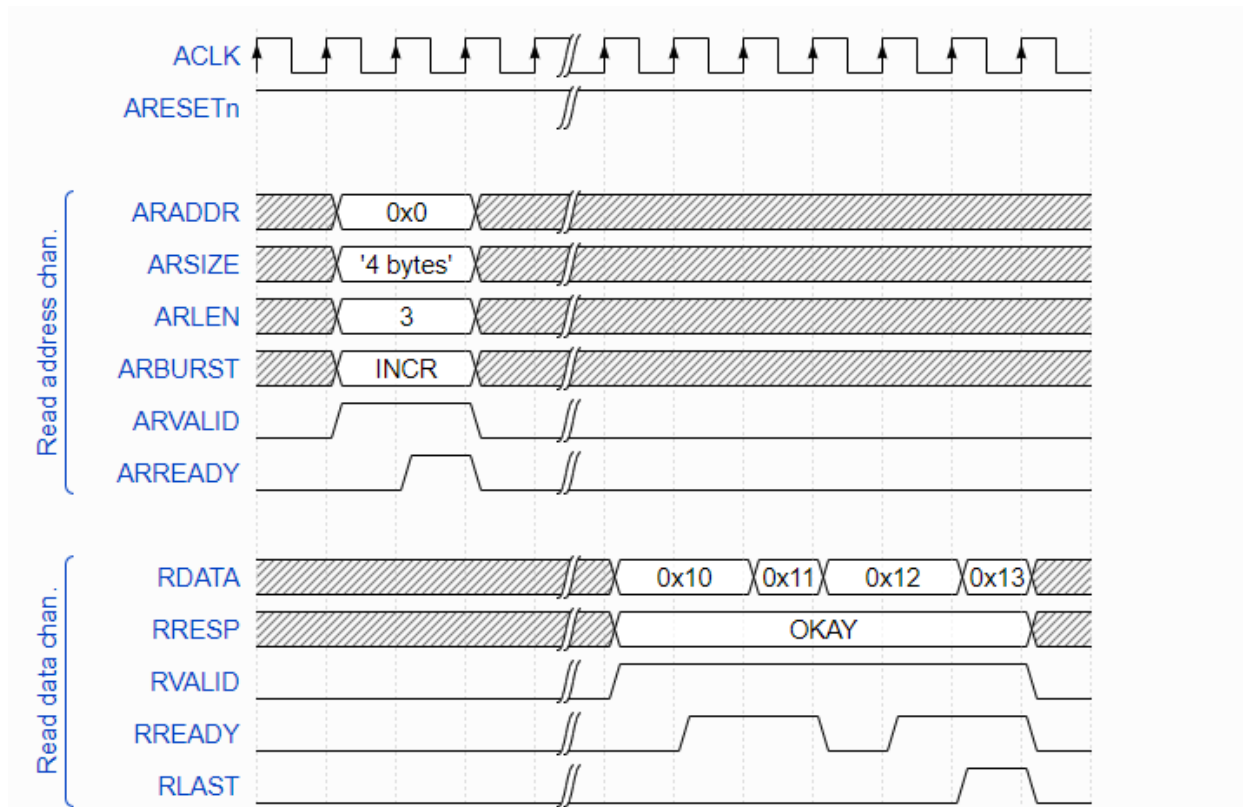 ACLK
ARESETn
Read address chan.
ARADDR 0x0
ARSIZE '4 bytes'
ARLEN 3
ARBURST INCR
ARVALID
ARREADY
Read data chan.
RDATA 0x10 0x11 0x12 0x13
RRESP OKAY
RVALID
RREADY
RLAST